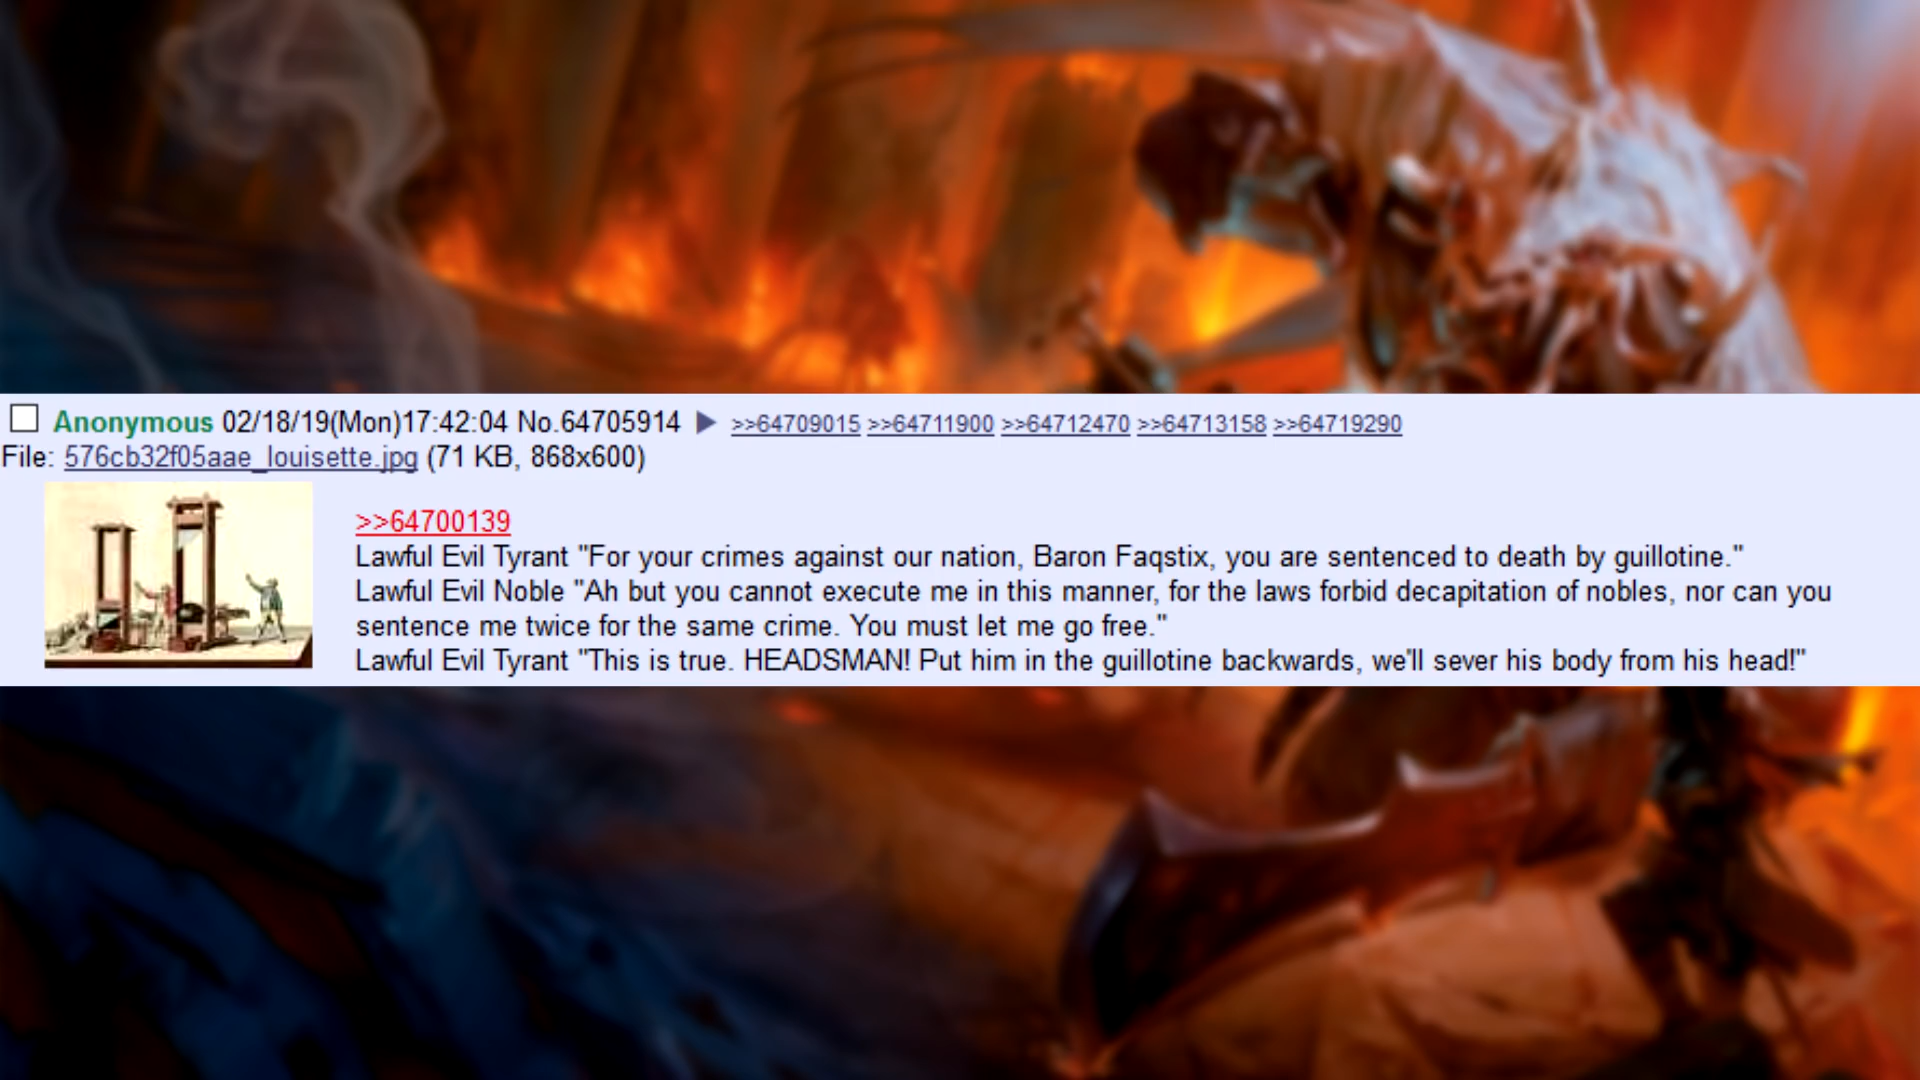 Anonymous 02/18/19(Mon)17:42:04 No.64705914 ▶ >>64709015 >>64711900 >>64712470 >>64713158 >>64719290
File: 576cb32f05aae_louisette.jpg (71 KB, 868x600)
>>64700139
Lawful Evil Tyrant "For your crimes against our nation, Baron Faqstix, you are sentenced to death by guillotine."
Lawful Evil Noble "Ah but you cannot execute me in this manner, for the laws forbid decapitation of nobles, nor can you
sentence me twice for the same crime. You must let me go free."
Lawful Evil Tyrant "This is true. HEADSMAN! Put him in the guillotine backwards, we'll sever his body from his head!"